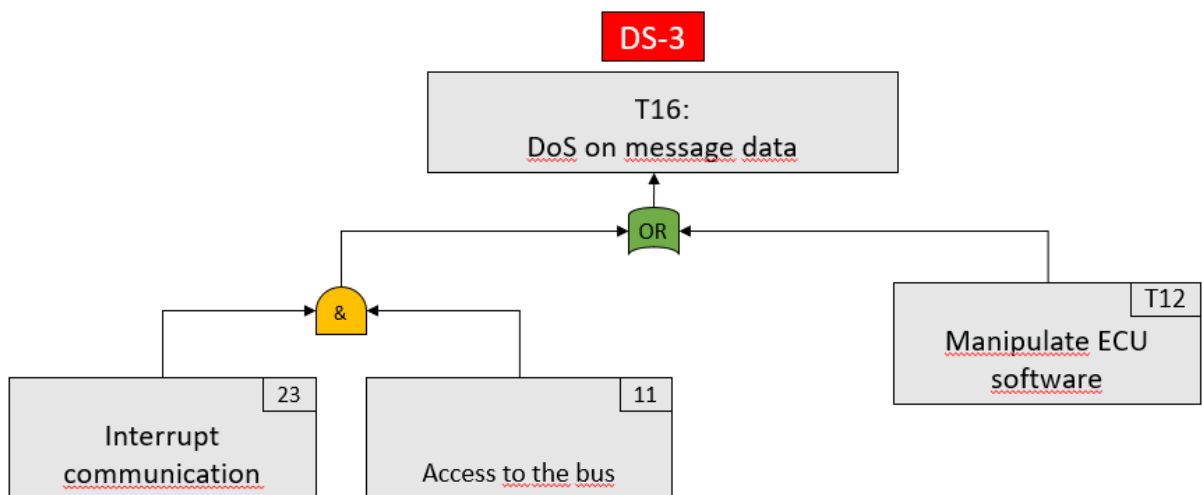 DS-3
T16:
DoS on message data
OR
T12
Manipulate ECU
software
&
23
Interrupt
communication
11
Access to the bus